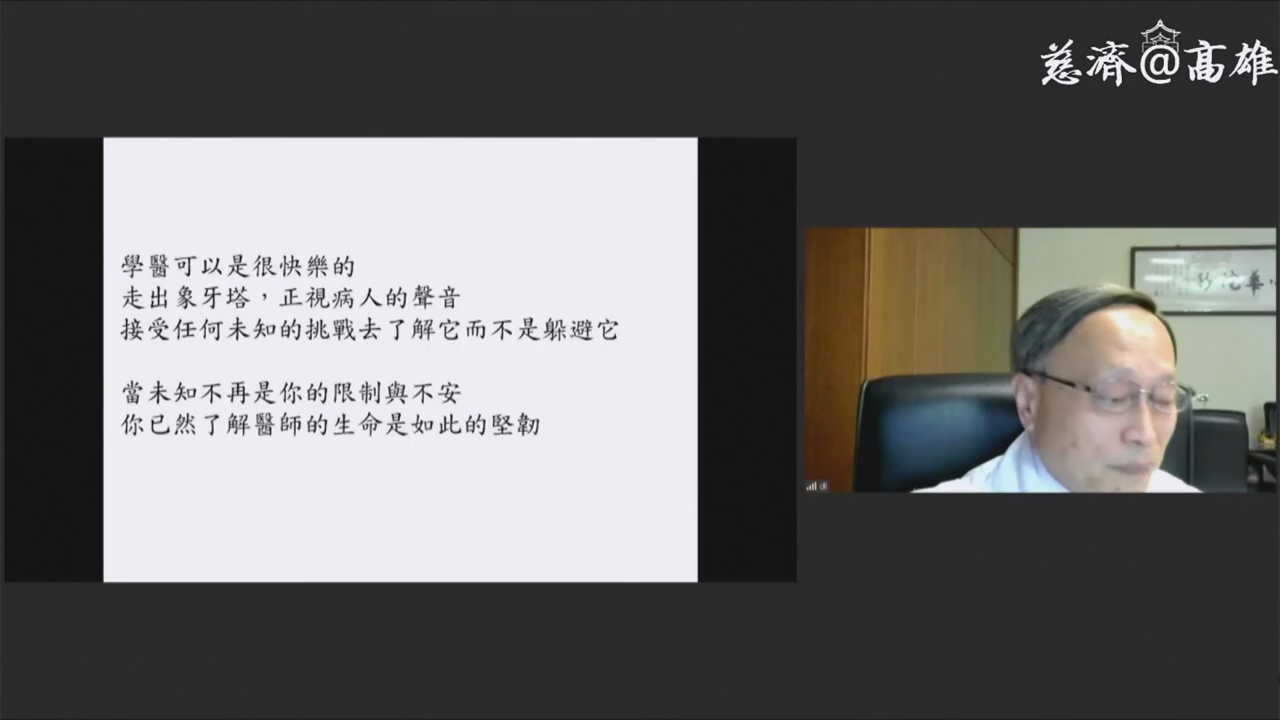 慈濟@高雄
學醫可以是很快樂的
走出象牙塔，正視病人的聲音
接受任何未知的挑戰去了解它而不是躲避它
當未知不再是你的限制與不安
你已然了解醫師的生命是如此的堅韌